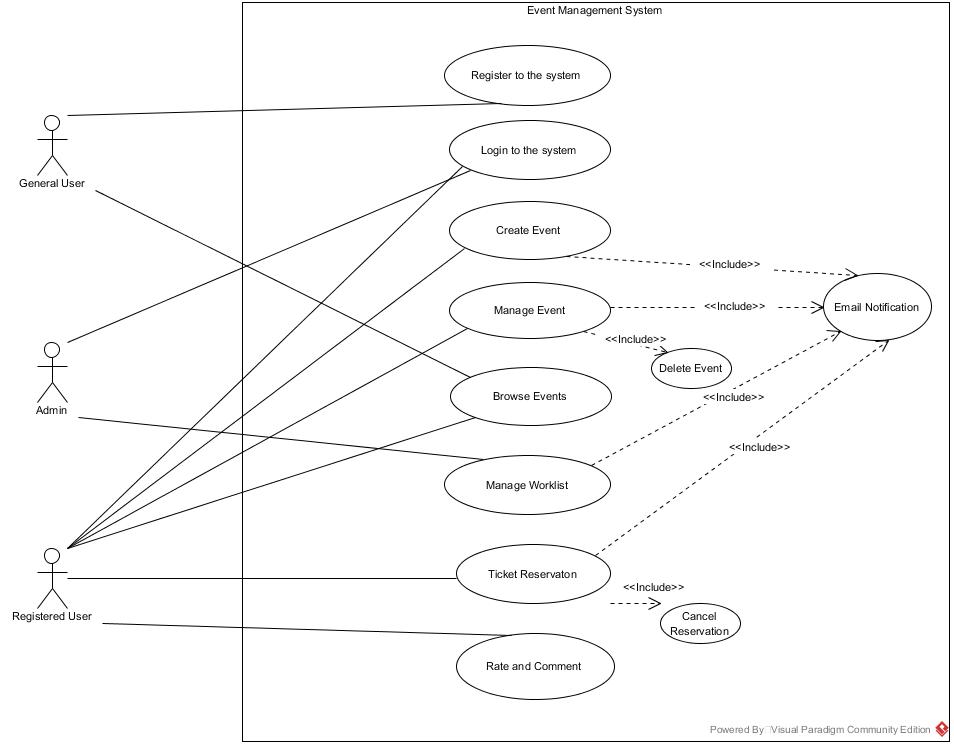 Event Management System
Register to the system
General User
Login to the system
Create Event
<<Include>>
Manage Event
<<Include>>
Email Notification
<<Include>>
Delete Event
Admin
Browse Events
<<Include>>
<<Include>>
Manage Worklist
Ticket Reservaton
<<Include>>
Registered User
Cancel
Reservation
Rate and Comment
Powered By Visual Paradigm Community Edition